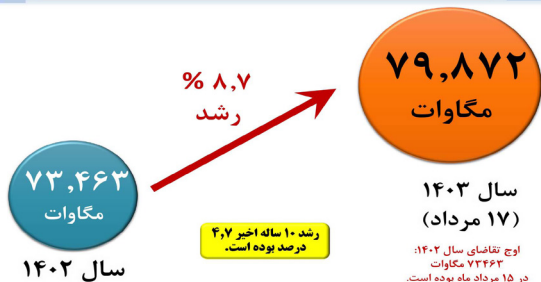 ۷۹,۸۷۲
مگاوات
% ۸,۷
رشد
۷۳,۴۶۳
مگاوات
سال ۱۴۰۲
رشد ۱۰ ساله اخیر ۴,۷
درصد بوده است.
سال ۱۴۰۳
(۱۷ مرداد)
اوج تقاضای سال ۱۴۰۲:
۷۳۴۶۳ مگاوات
در ۱۵ مرداد ماه بوده است.